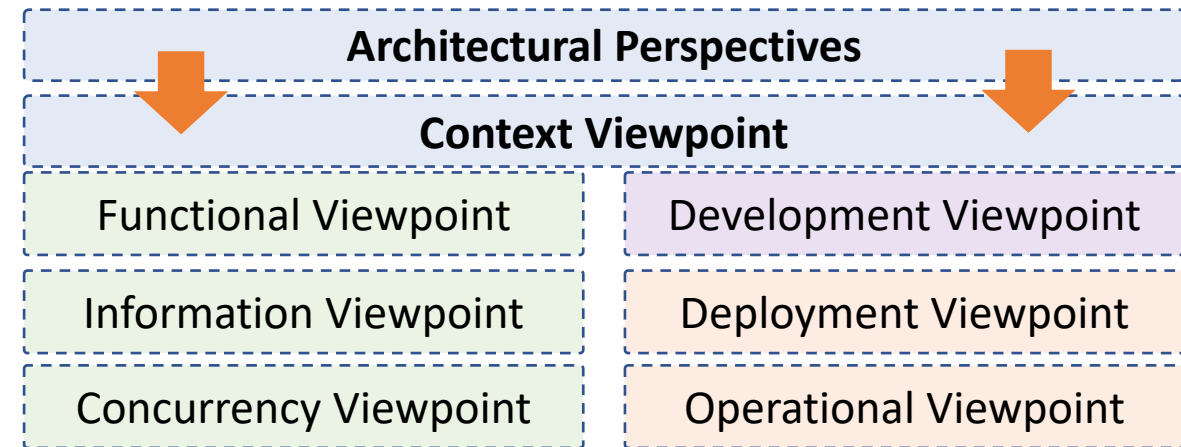 Architectural Perspectives
Context Viewpoint
Functional Viewpoint
Development Viewpoint
Information Viewpoint
Deployment Viewpoint
Concurrency Viewpoint
Operational Viewpoint